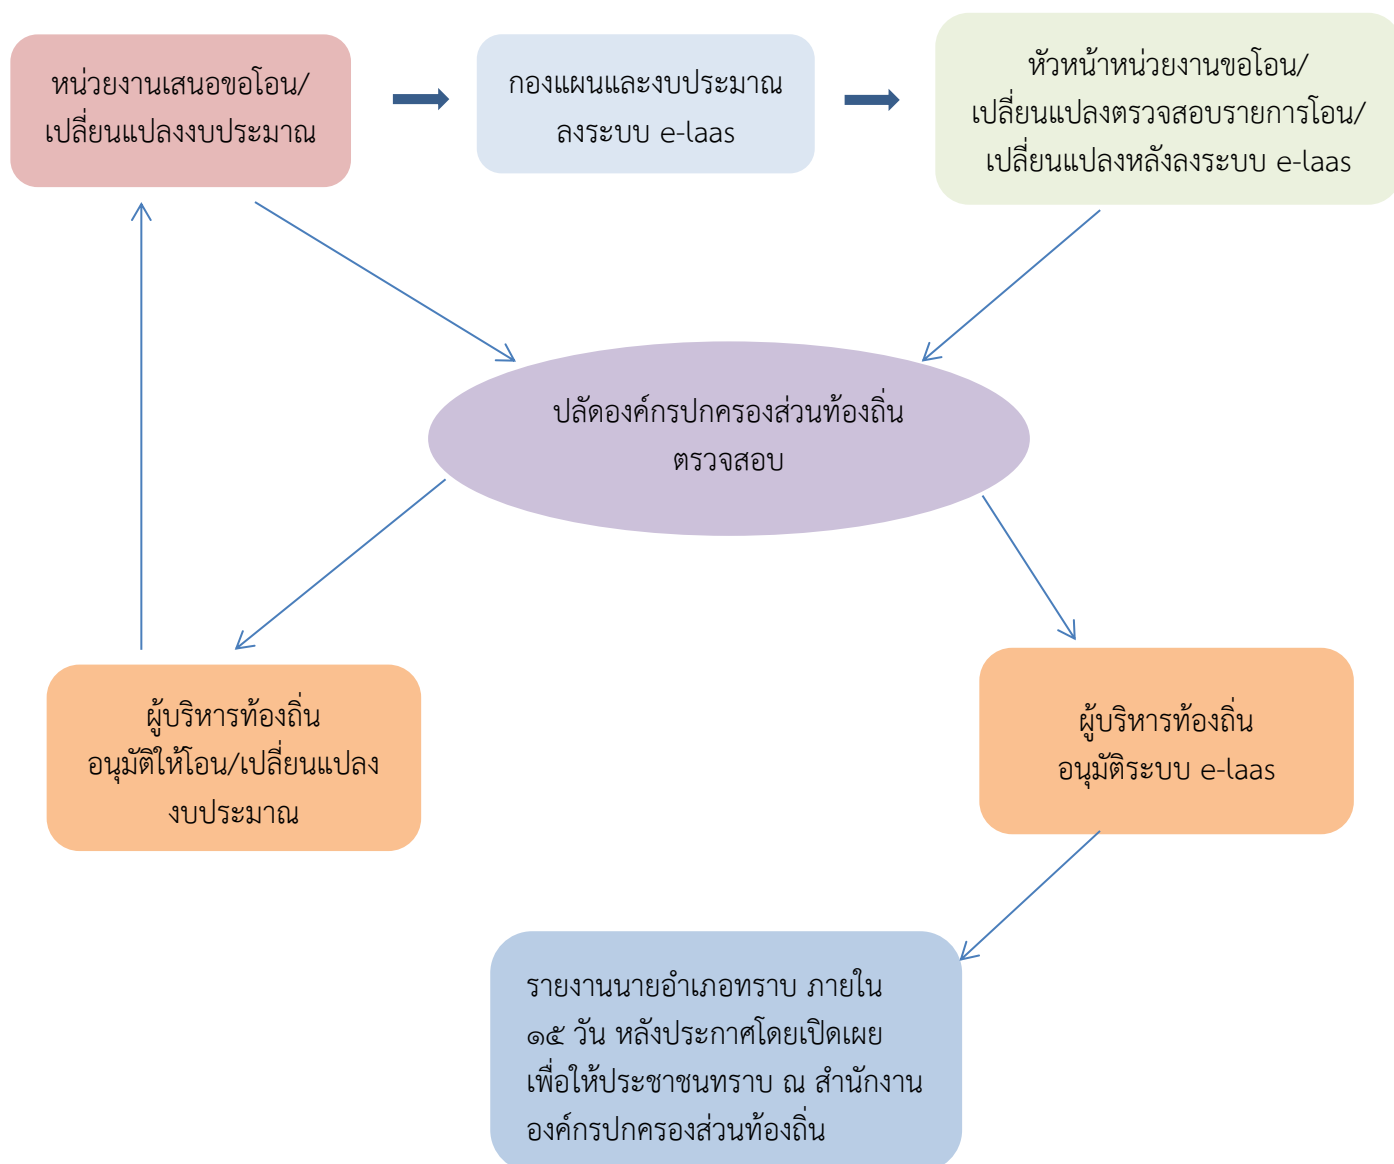 หน่วยงานเสนอขอโอน/
เปลี่ยนแปลงงบประมาณ
กองแผนและงบประมาณ
ลงระบบ e-laas
หัวหน้าหน่วยงานขอโอน/
เปลี่ยนแปลงตรวจสอบรายการโอน/
เปลี่ยนแปลงหลังลงระบบ e-laas
ปลัดองค์กรปกครองส่วนท้องถิ่น
ตรวจสอบ
ผู้บริหารท้องถิ่น
อนุมัติให้โอน/เปลี่ยนแปลง
งบประมาณ
ผู้บริหารท้องถิ่น
อนุมัติระบบ e-laas
รายงานนายอำเภอทราบ ภายใน
๑๕ วัน หลังประกาศโดยเปิดเผย
เพื่อให้ประชาชนทราบ ณ สำนักงาน
องค์กรปกครองส่วนท้องถิ่น